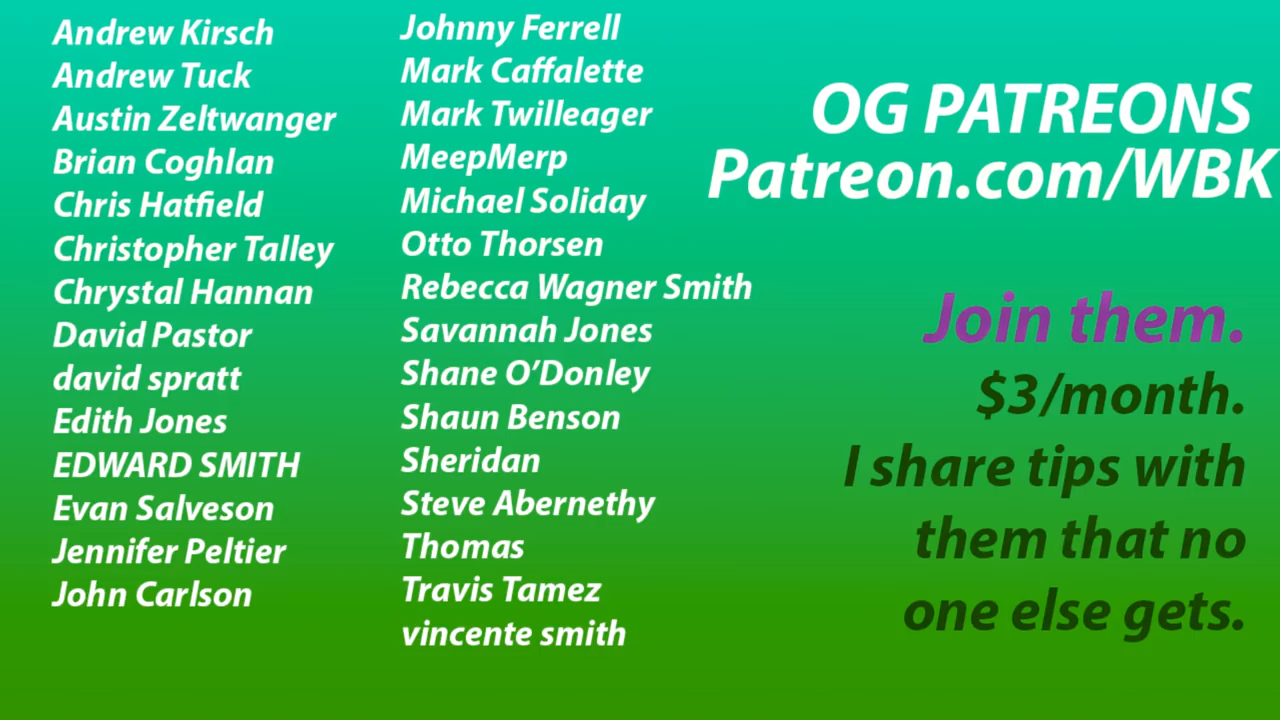 Andrew Kirsch
Andrew Tuck
Austin Zeltwanger
Brian Coghlan
Chris Hatfield
Christopher Talley
Chrystal Hannan
David Pastor
david spratt
Edith Jones
EDWARD SMITH
Evan Salveson
Jennifer Peltier
John Carlson
Johnny Ferrell
Mark Caffalette
Mark Twilleager
MeepMerp
Michael Soliday
Otto Thorsen
Rebecca Wagner Smith
Savannah Jones
Shane O’Donley
Shaun Benson
Sheridan
Steve Abernethy
Thomas
Travis Tamez
vincente smith
OG PATREONS
Patreon.com/WBK
Join them.
$3/month.
I share tips with
them that no
one else gets.